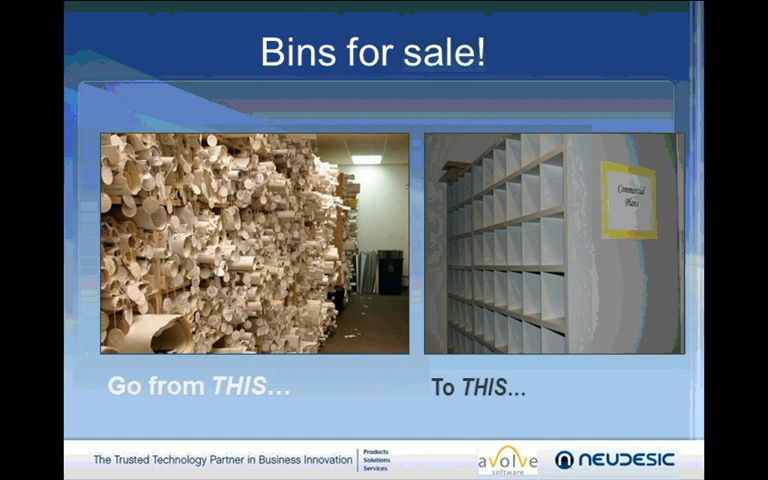 Bins for sale!
Commercial
Plans
Go from THIS...
To THIS...
The Trusted Technology Partner in Business Innovation
Products
Solutions
Services
avolve
software
NEUDESIC